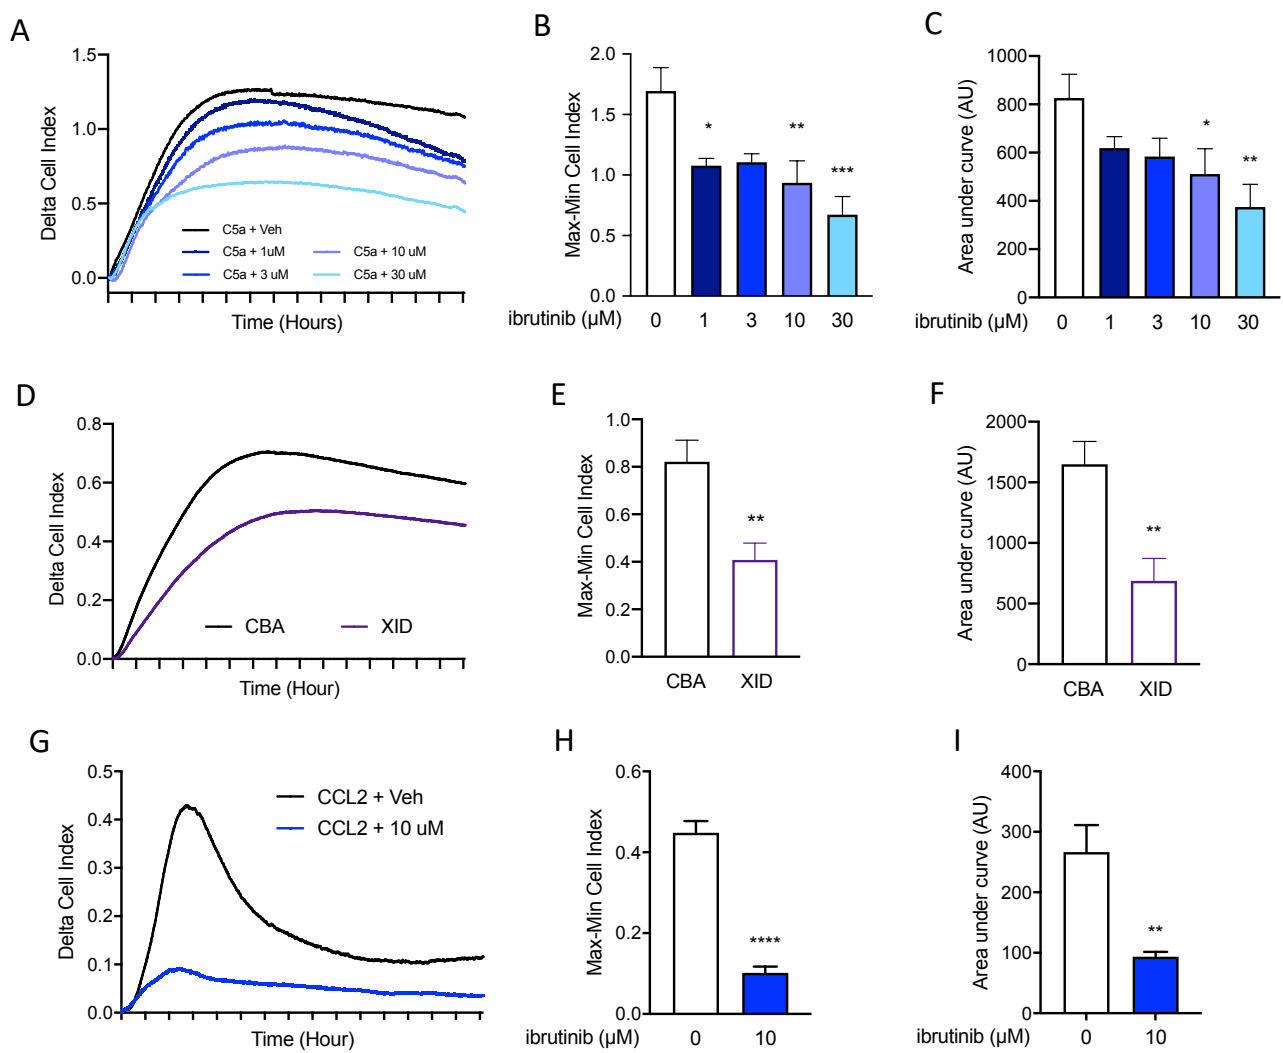 A
1.5
1.0
0.5
0.0
Delta Cell Index
C5a + Veh
C5a + 1uM
C5a + 10 uM
C5a + 3 uM
C5a + 30 uM
Time (Hours)
B
2.0
1.5
1.0
0.5
0.0
Max-Min Cell Index
*
**
***
ibrutinib (µM) 0 1 3 10 30
C
1000
800
600
400
200
0
Area under curve (AU)
*
**
ibrutinib (µM) 0 1 3 10 30
D
0.8
0.6
0.4
0.2
0.0
Delta Cell Index
CBA
XID
Time (Hour)
E
1.0
0.8
0.6
0.4
0.2
0.0
Max-Min Cell Index
**
CBA XID
F
2000
1500
1000
500
0
Area under curve (AU)
**
CBA XID
G
0.5
0.4
0.3
0.2
0.1
0.0
Delta Cell Index
CCL2 + Veh
CCL2 + 10 uM
Time (Hour)
H
0.6
0.4
0.2
0.0
Max-Min Cell Index
****
ibrutinib (µM) 0 10
I
400
300
200
100
0
Area under curve (AU)
**
ibrutinib (µM) 0 10